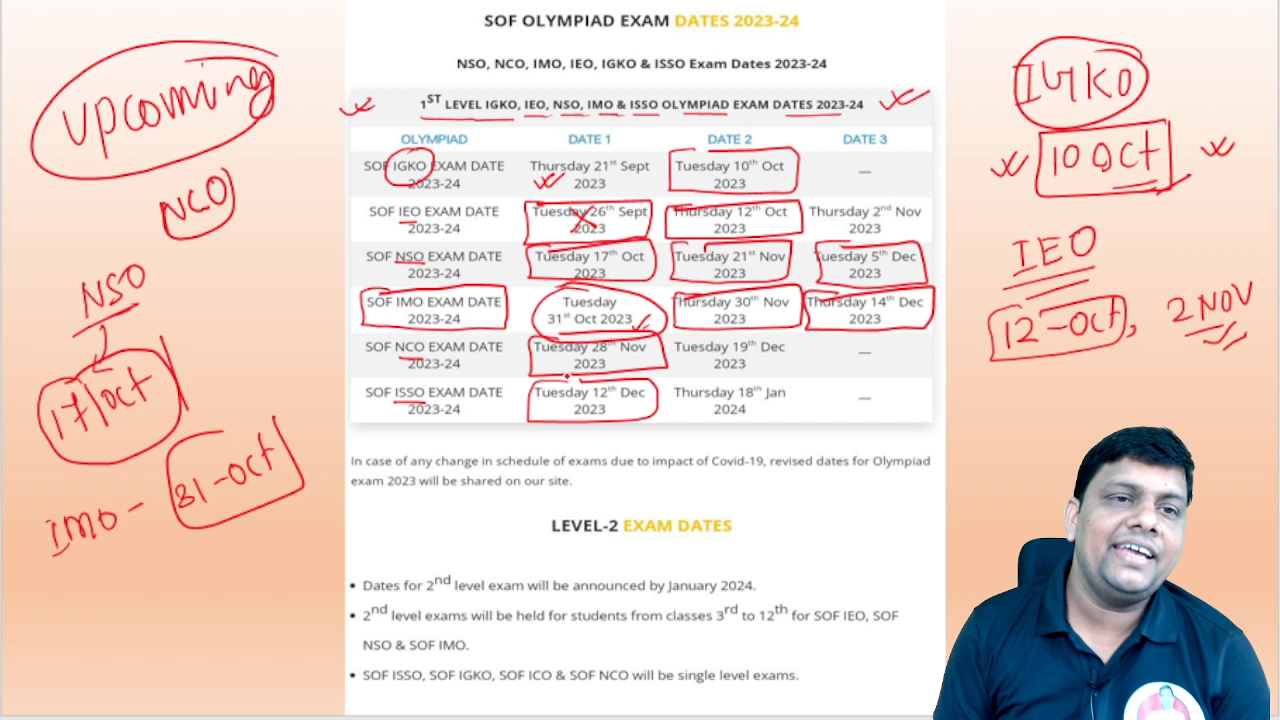 SOF OLYMPIAD EXAM DATES 2023-24
NSO, NCO, IMO, IEO, IGKO & ISSO Exam Dates 2023-24
1ST LEVEL IGKO, IEO, NSO, IMO & ISSO OLYMPIAD EXAM DATES 2023-24
OLYMPIAD DATE 1 DATE 2 DATE 3
SOF IGKO EXAM DATE Thursday 21st Sept Tuesday 10th Oct —
2023-24 2023 2023
SOF IEO EXAM DATE Tuesday 26th Sept Thursday 12th Oct Thursday 2nd Nov
2023-24 2023 2023 2023
SOF NSO EXAM DATE Tuesday 17th Oct Tuesday 21st Nov Tuesday 5th Dec
2023-24 2023 2023 2023
SOF IMO EXAM DATE Tuesday Thursday 30th Nov Thursday 14th Dec
2023-24 31st Oct 2023 2023 2023
SOF NCO EXAM DATE Tuesday 28th Nov Tuesday 19th Dec —
2023-24 2023 2023
SOF ISSO EXAM DATE Tuesday 12th Dec Thursday 18th Jan —
2023-24 2023 2024
In case of any change in schedule of exams due to impact of Covid-19, revised dates for Olympiad
exam 2023 will be shared on our site.
LEVEL-2 EXAM DATES
• Dates for 2nd level exam will be announced by January 2024.
• 2nd level exams will be held for students from classes 3rd to 12th for SOF IEO, SOF
NSO & SOF IMO.
• SOF ISSO, SOF IGKO, SOF ICO & SOF NCO will be single level exams.
Upcoming
NCO
NSO
17/oct
IMO - 31-oct
IGKO
10 oct
IEO
12-oct, 2 NOV